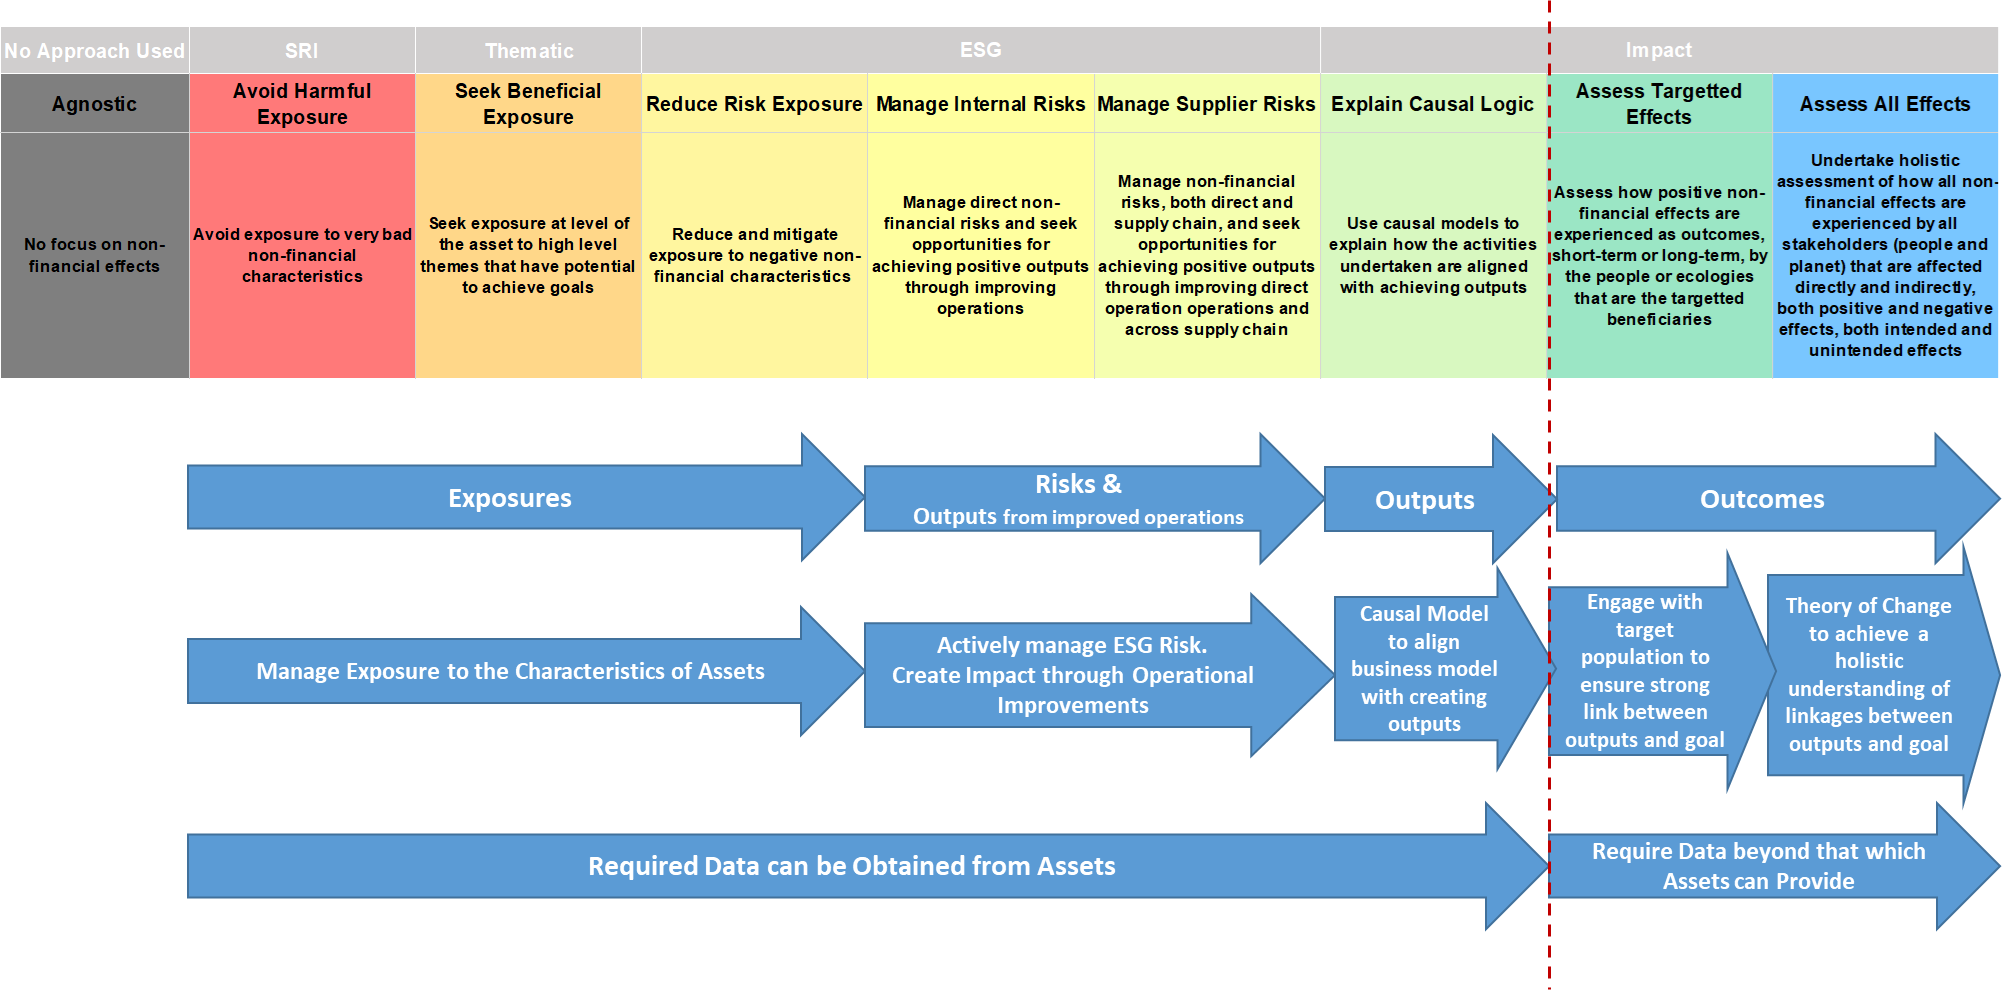 No Approach Used
SRI
Thematic
ESG
Impact
Agnostic
Avoid Harmful
Exposure
Seek Beneficial
Exposure
Reduce Risk Exposure
Manage Internal Risks
Manage Supplier Risks
Explain Causal Logic
Assess Targetted
Effects
Assess All Effects
No focus on non-
financial effects
Avoid exposure to very bad
non-financial
characteristics
Seek exposure at level of
the asset to high level
themes that have potential
to achieve goals
Reduce and mitigate
exposure to negative non-
financial characteristics
Manage direct non-
financial risks and seek
opportunities for
achieving positive outputs
through improving
operations
Manage non-financial
risks, both direct and
supply chain, and seek
opportunities for
achieving positive outputs
through improving direct
operation operations and
across supply chain
Use causal models to
explain how the activities
undertaken are aligned
with achieving outputs
Assess how positive non-
financial effects are
experienced as outcomes,
short-term or long-term, by
the people or ecologies
that are the targetted
beneficiaries
Undertake holistic
assessment of how all non-
financial effects are
experienced by all
stakeholders (people and
planet) that are affected
directly and indirectly,
both positive and negative
effects, both intended and
unintended effects
Exposures
Risks &
Outputs from improved operations
Outputs
Outcomes
Manage Exposure to the Characteristics of Assets
Actively manage ESG Risk.
Create Impact through Operational
Improvements
Causal Model
to align
business model
with creating
outputs
Engage with
target
population to
ensure strong
link between
outputs and goal
Theory of Change
to achieve a
holistic
understanding of
linkages between
outputs and goal
Required Data can be Obtained from Assets
Require Data beyond that which
Assets can Provide